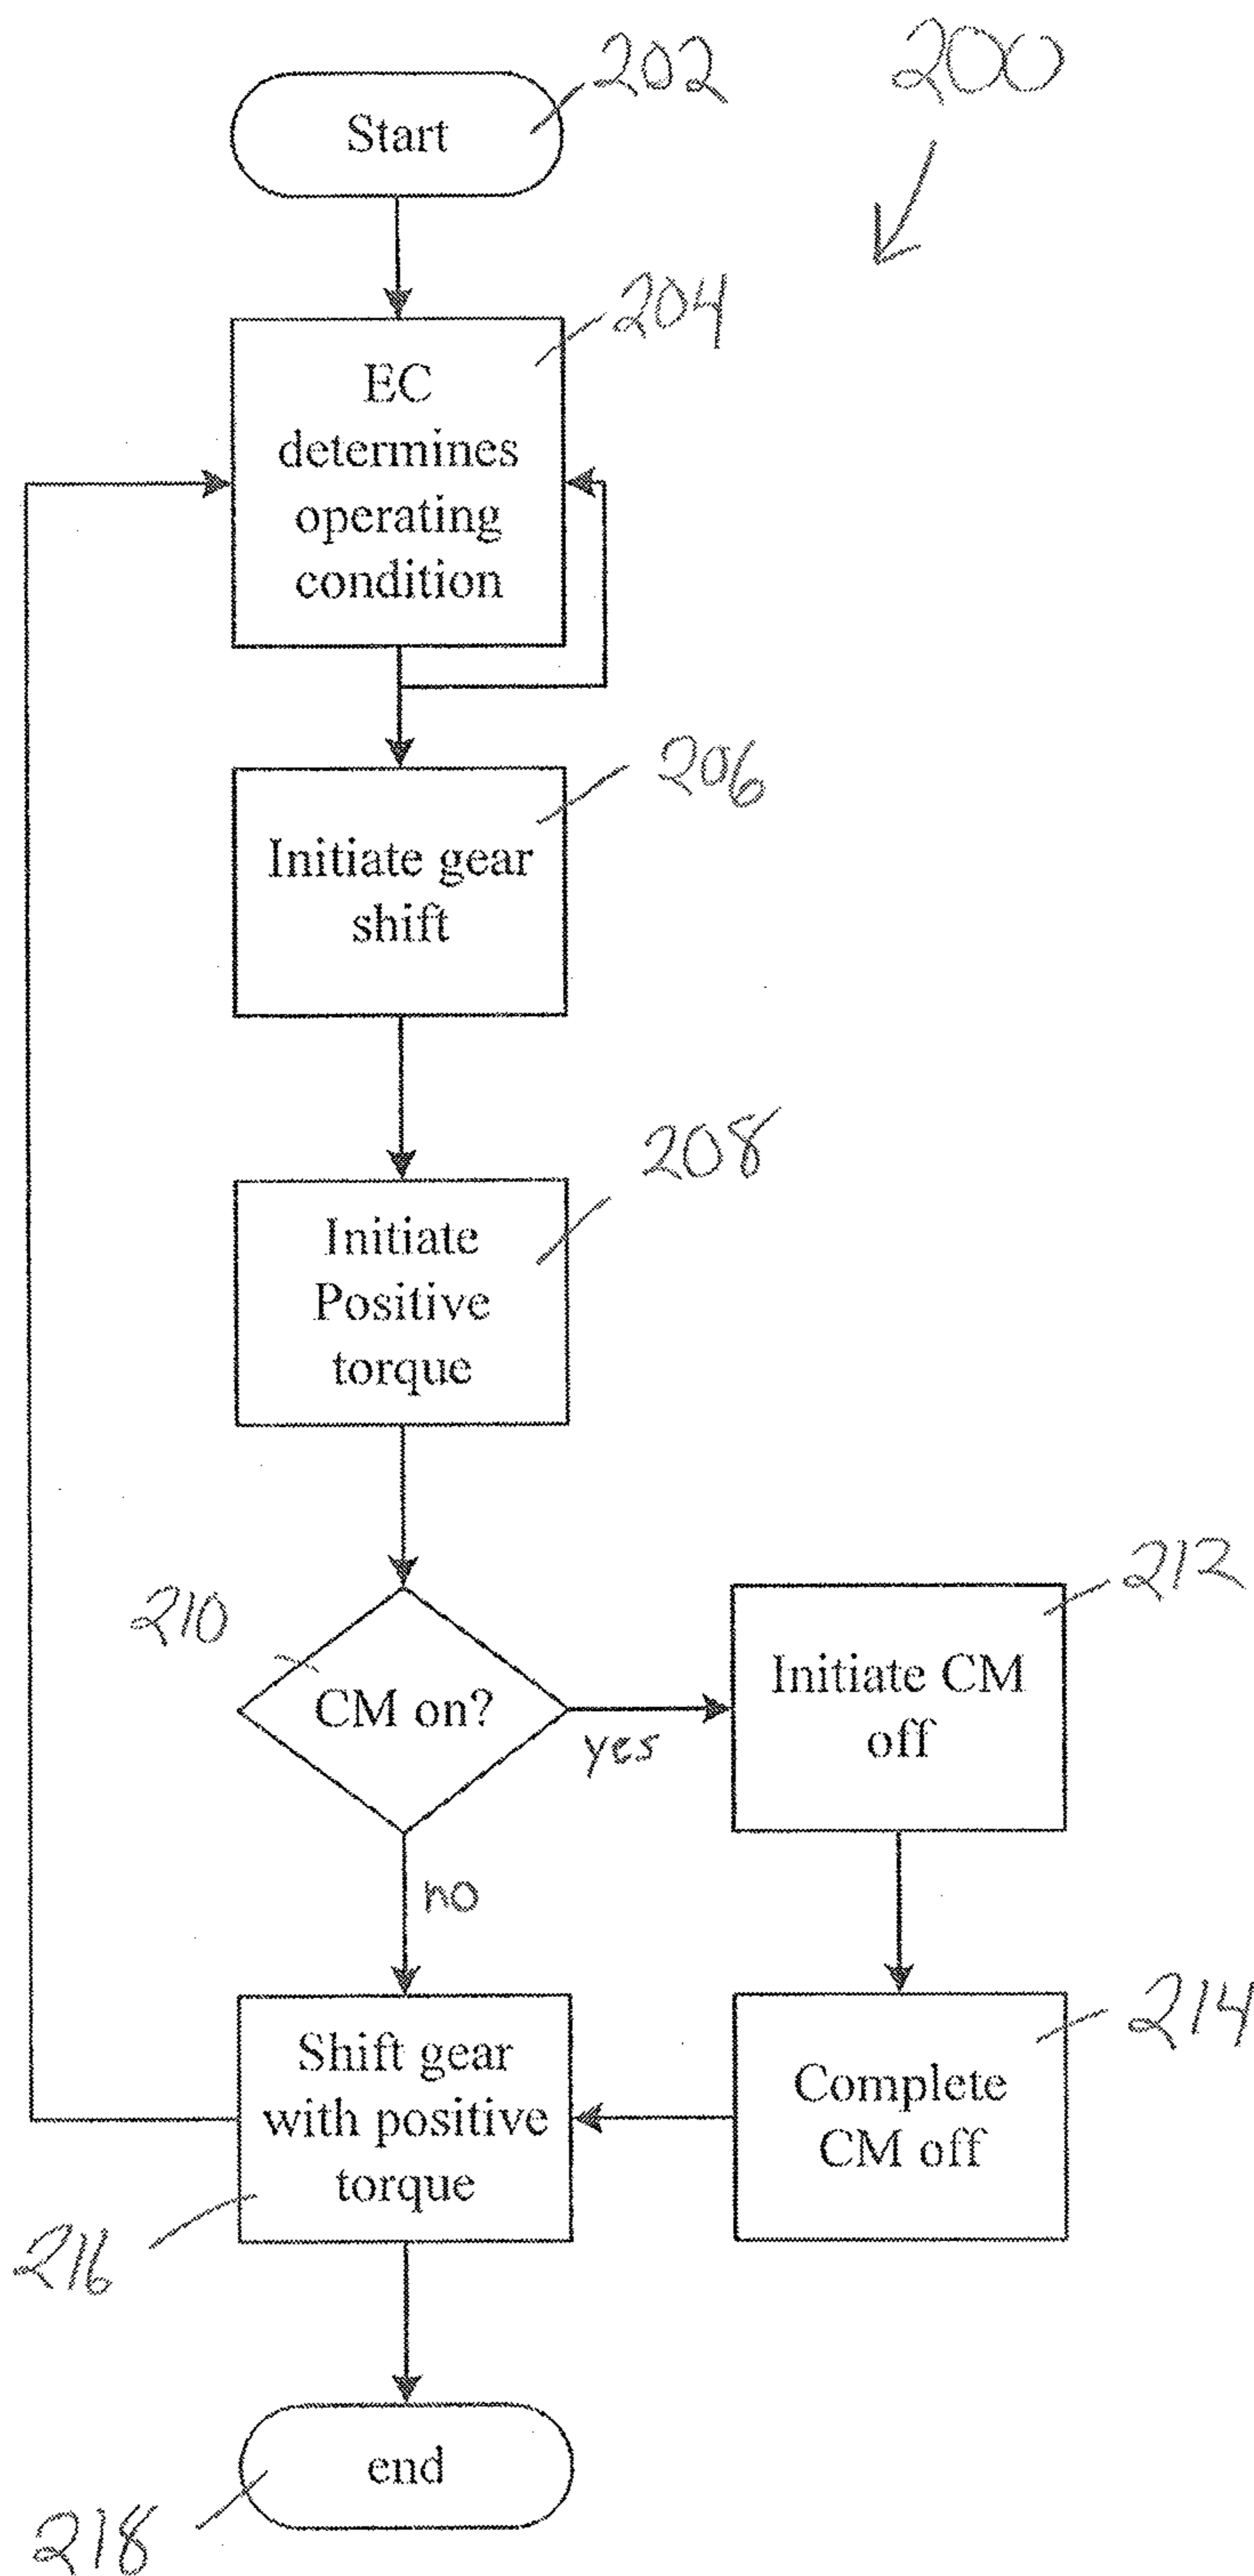 202
200
Start
204
EC
determines
operating
condition
206
Initiate gear
shift
208
Initiate
Positive
torque
210
CM on?
yes
212
Initiate CM
off
no
214
Shift gear
with positive
torque
Complete
CM off
216
end
218